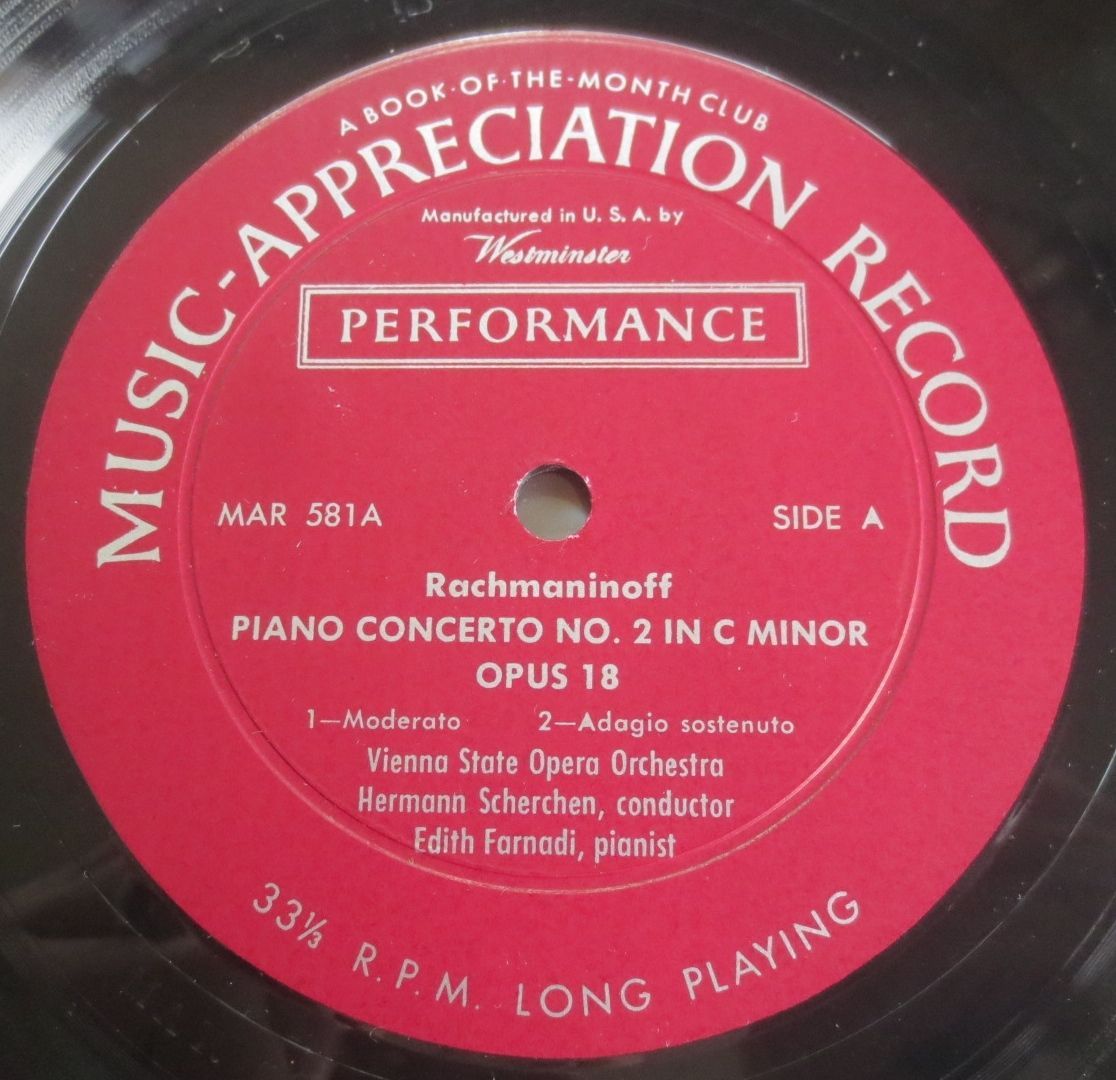 A BOOK·OF·THE·MONTH CLUB
MUSIC-APPRECIATION RECORD
Manufactured in U. S. A. by
Westminster
PERFORMANCE
MAR 581A
SIDE A
Rachmaninoff
PIANO CONCERTO NO. 2 IN C MINOR
OPUS 18
1—Moderato 2—Adagio sostenuto
Vienna State Opera Orchestra
Hermann Scherchen, conductor
Edith Farnadi, pianist
33⅓ R.P.M. LONG PLAYING